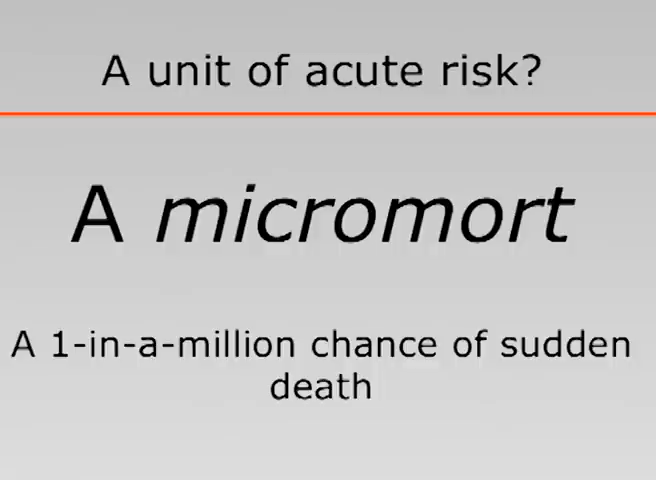 A unit of acute risk?
A micromort
A 1-in-a-million chance of sudden
death